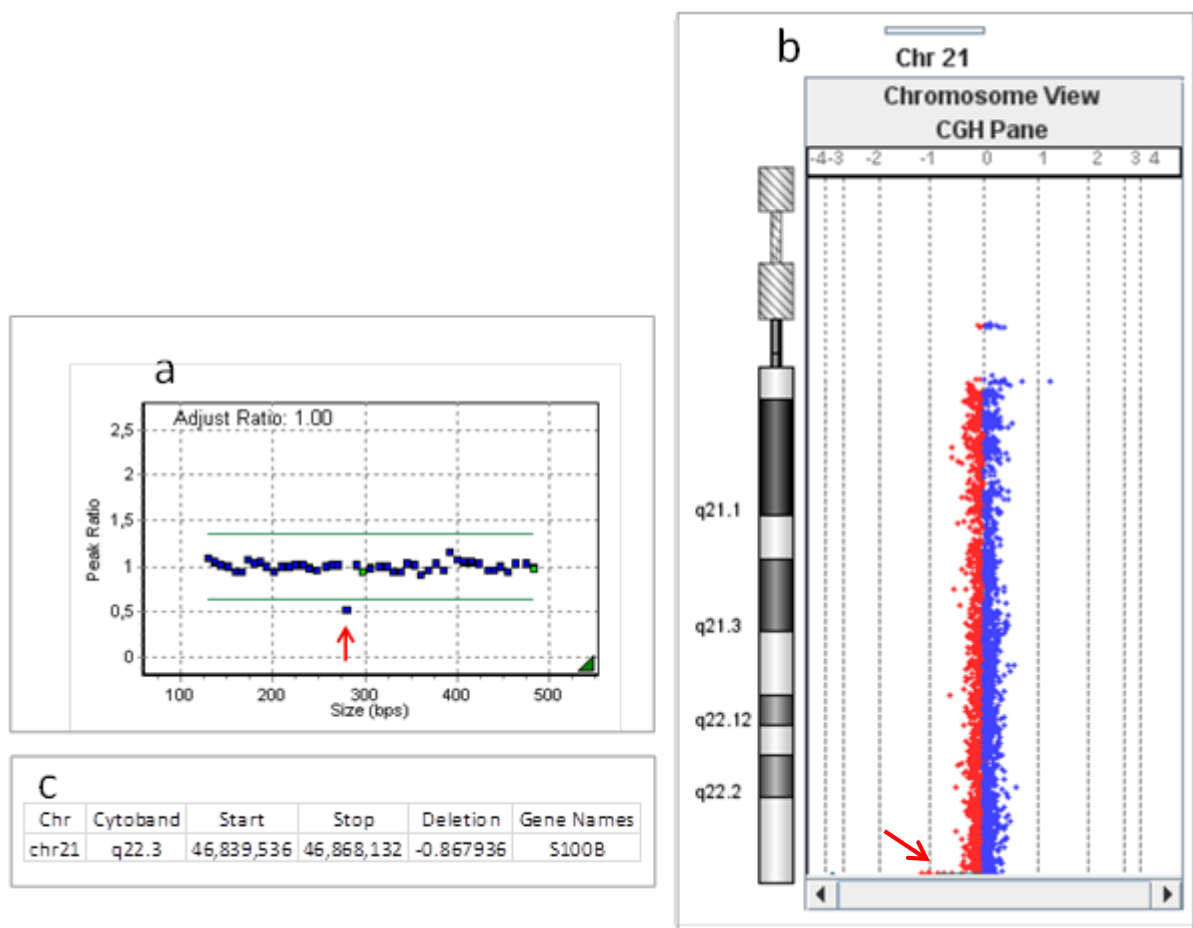 a
Adjust Ratio: 1.00
Peak Ratio
2,5
2
1,5
1
0,5
0
100 200 300 400 500
Size (bps)
b
Chr 21
Chromosome View
CGH Pane
-4 -3 -2 -1 0 1 2 3 4
q21.1
q21.3
q22.12
q22.2
c
Chr Cytoband Start Stop Deletion Gene Names
chr21 q22.3 46,839,536 46,868,132 -0.867936 S100B